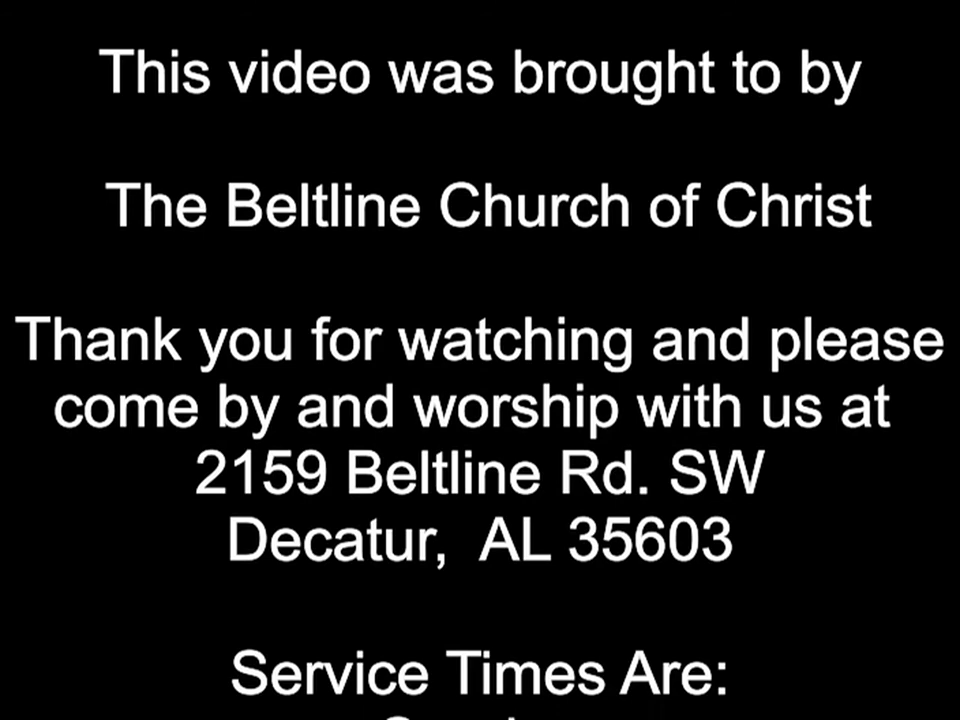 This video was brought to by
The Beltline Church of Christ
Thank you for watching and please
come by and worship with us at
2159 Beltline Rd. SW
Decatur, AL 35603
Service Times Are: